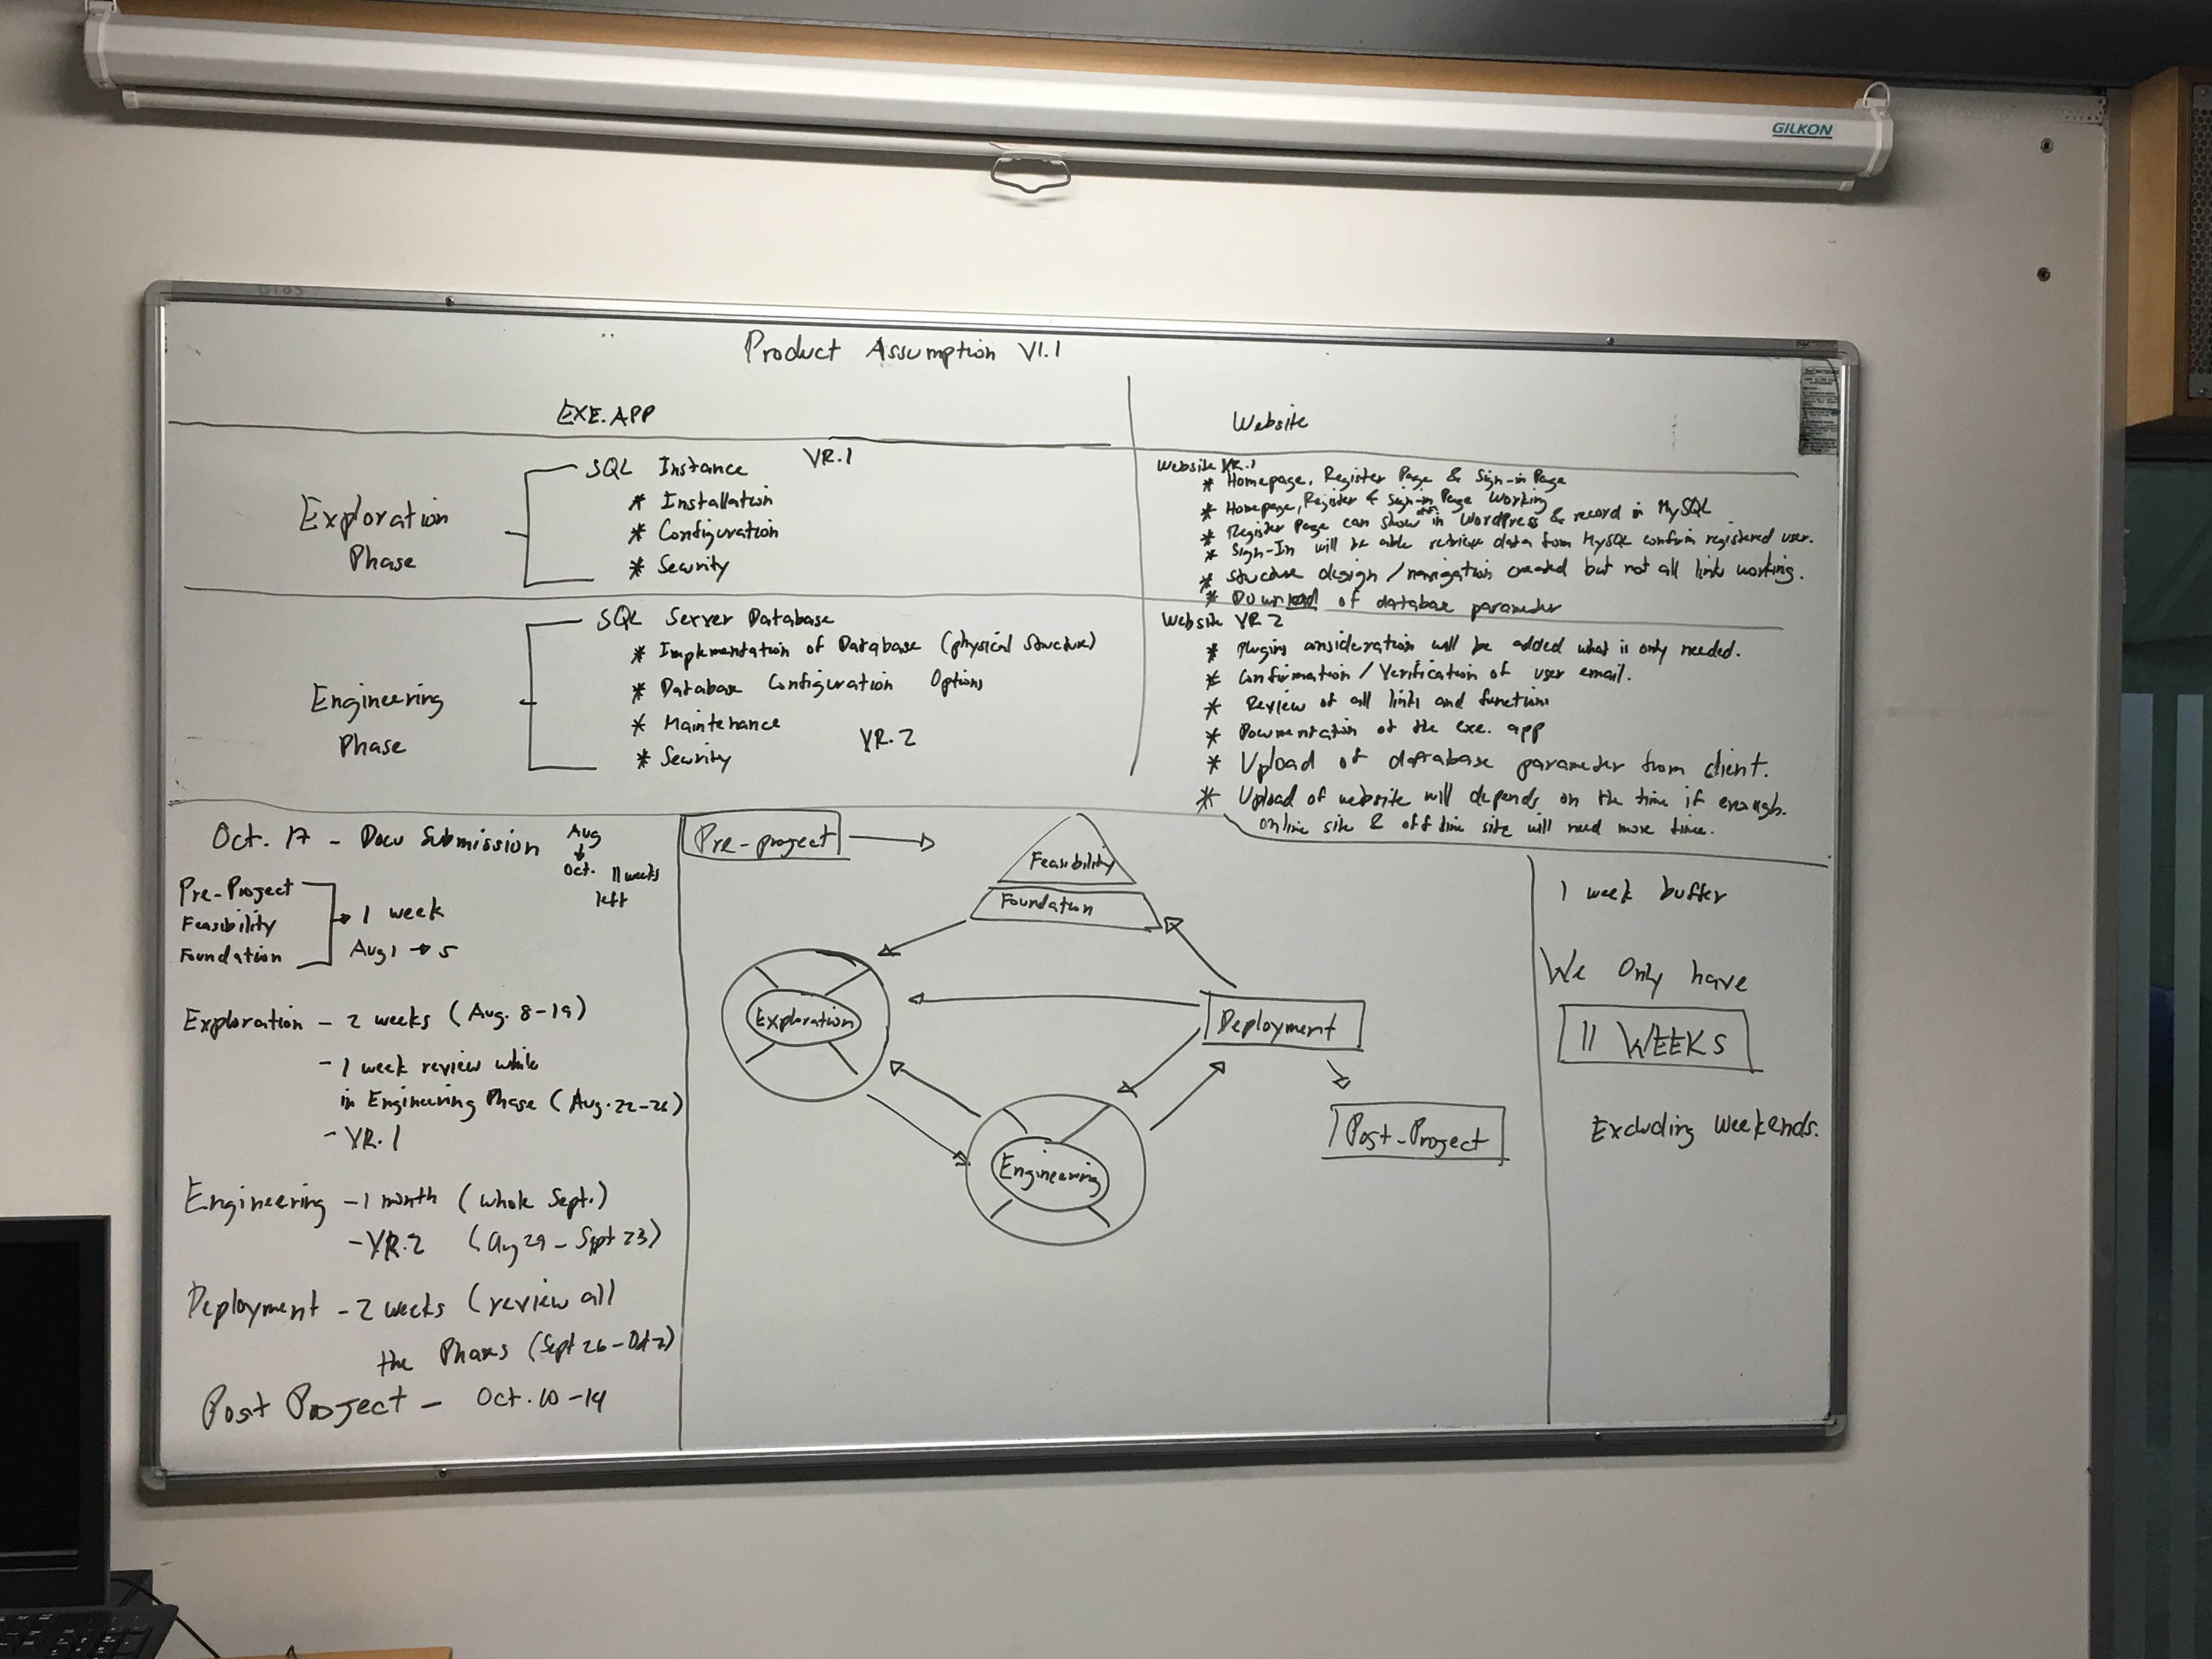 GILKON
Product Assumption V1.1
EXE.APP
Website
Exploration
Phase
SQL Instance VR.1
* Installation
* Configuration
* Security
Website VR.1
* Homepage, Register Page & Sign-in Page
* Homepage, Register & Sign-in Page Working
* Register Page can show in WordPress & record in MySQL
* Sign-In will be able retrieve data from MySQL confirm registered user.
* Structure design / navigation created but not all link working.
* Download of database parameter
Engineering
Phase
SQL Server Database
* Implmentation of Database (physical Structure)
* Database Configuration Options
* Maintenance
* Security
VR.2
Website VR 2
* Plugins consideration will be added what is only needed.
* Confirmation / Verification of user email.
* Review of all links and functions
* Documentation of the exe. app
* Upload of database parameter from client.
* Upload of website will depends on the time if enough.
online site & offline site will need more time.
Oct. 17 - Docu Submission
Aug
Oct. 11 weeks
left
Pre-Project
Feasibility
Foundation
1 week
Aug 1 → 5
Exploration - 2 weeks (Aug. 8-19)
- 1 week review while
in Engineering Phase (Aug. 22-26)
- VR.1
Engineering - 1 month (whole Sept.)
- VR.2 (Aug 29 - Sept 23)
Deployment - 2 weeks (review all
the Phases (Sept 26 - Oct 7)
Post Project - Oct. 10 -14
Pre-project
Feasibility
Foundation
Exploration
Deployment
Engineering
Post-Project
1 week buffer
We Only have
11 WEEKS
Excluding Weekends.